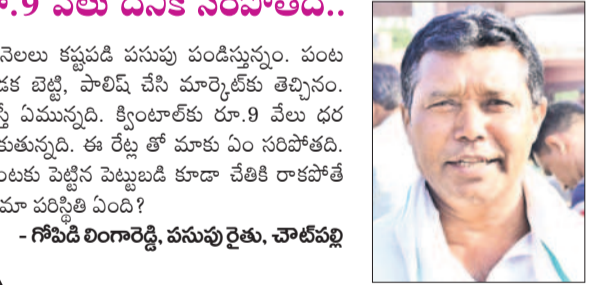 .9 వేలు దేనికి సరిపోతది..
నెలలు కష్టపడి పసుపు పండిస్తున్నం. పంట
డక బెట్టి, పాలిష్ చేసి మార్కెట్‌కు తెచ్చినం.
స్తే ఏమున్నది. క్వింటాల్‌కు రూ.9 వేలు ధర
కుతున్నది. ఈ రేట్ల తో మాకు ఏం సరిపోతది.
ంటకు పెట్టిన పెట్టుబడి కూడా చేతికి రాకపోతే
మా పరిస్థితి ఏంది?
- గోపిడి లింగారెడ్డి, పసుపు రైతు, చౌట్‌పల్లి